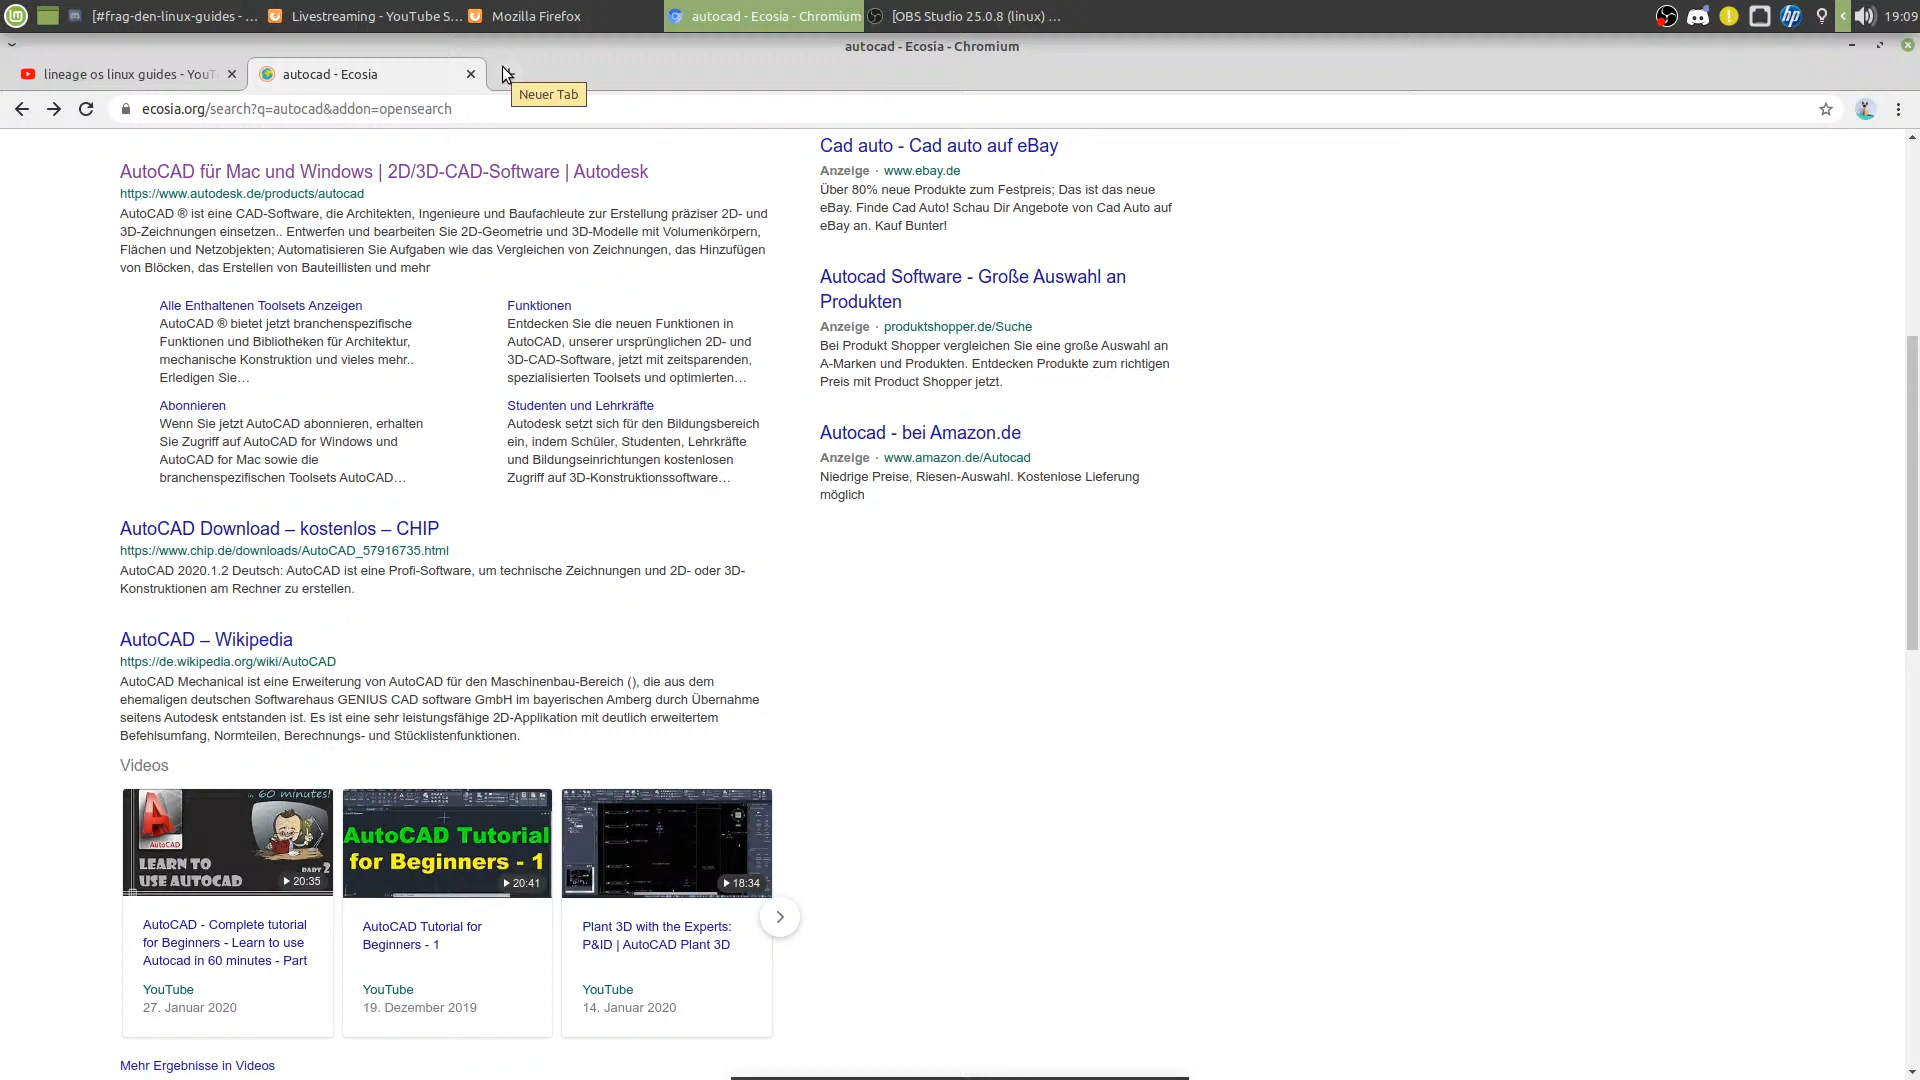 [#frag-den-linux-guides - ...
Livestreaming - YouTube S...
Mozilla Firefox
autocad - Ecosia - Chromium
[OBS Studio 25.0.8 (linux) ...
hp
19:09
autocad - Ecosia - Chromium
lineage os linux guides - YouT
autocad - Ecosia
Neuer Tab
ecosia.org/search?q=autocad&addon=opensearch
AutoCAD für Mac und Windows | 2D/3D-CAD-Software | Autodesk
https://www.autodesk.de/products/autocad
AutoCAD ® ist eine CAD-Software, die Architekten, Ingenieure und Baufachleute zur Erstellung präziser 2D- und
3D-Zeichnungen einsetzen.. Entwerfen und bearbeiten Sie 2D-Geometrie und 3D-Modelle mit Volumenkörpern,
Flächen und Netzobjekten; Automatisieren Sie Aufgaben wie das Vergleichen von Zeichnungen, das Hinzufügen
von Blöcken, das Erstellen von Bauteillisten und mehr
Alle Enthaltenen Toolsets Anzeigen
AutoCAD ® bietet jetzt branchenspezifische
Funktionen und Bibliotheken für Architektur,
mechanische Konstruktion und vieles mehr..
Erledigen Sie…
Funktionen
Entdecken Sie die neuen Funktionen in
AutoCAD, unserer ursprünglichen 2D- und
3D-CAD-Software, jetzt mit zeitsparenden,
spezialisierten Toolsets und optimierten…
Abonnieren
Wenn Sie jetzt AutoCAD abonnieren, erhalten
Sie Zugriff auf AutoCAD for Windows und
AutoCAD for Mac sowie die
branchenspezifischen Toolsets AutoCAD…
Studenten und Lehrkräfte
Autodesk setzt sich für den Bildungsbereich
ein, indem Schüler, Studenten, Lehrkräfte
und Bildungseinrichtungen kostenlosen
Zugriff auf 3D-Konstruktionssoftware…
AutoCAD Download – kostenlos – CHIP
https://www.chip.de/downloads/AutoCAD_57916735.html
AutoCAD 2020.1.2 Deutsch: AutoCAD ist eine Profi-Software, um technische Zeichnungen und 2D- oder 3D-
Konstruktionen am Rechner zu erstellen.
AutoCAD – Wikipedia
https://de.wikipedia.org/wiki/AutoCAD
AutoCAD Mechanical ist eine Erweiterung von AutoCAD für den Maschinenbau-Bereich (), die aus dem
ehemaligen deutschen Softwarehaus GENIUS CAD software GmbH im bayerischen Amberg durch Übernahme
seitens Autodesk entstanden ist. Es ist eine sehr leistungsfähige 2D-Applikation mit deutlich erweitertem
Befehlsumfang, Normteilen, Berechnungs- und Stücklistenfunktionen.
Videos
in 60 minutes!
AutoCAD
LEARN TO
USE AUTOCAD
PART 2
20:35
AutoCAD - Complete tutorial
for Beginners - Learn to use
Autocad in 60 minutes - Part
YouTube
27. Januar 2020
AutoCAD Tutorial
for Beginners - 1
20:41
AutoCAD Tutorial for
Beginners - 1
YouTube
19. Dezember 2019
18:34
Plant 3D with the Experts:
P&ID | AutoCAD Plant 3D
YouTube
14. Januar 2020
Mehr Ergebnisse in Videos
Cad auto - Cad auto auf eBay
Anzeige · www.ebay.de
Über 80% neue Produkte zum Festpreis; Das ist das neue
eBay. Finde Cad Auto! Schau Dir Angebote von Cad Auto auf
eBay an. Kauf Bunter!
Autocad Software - Große Auswahl an
Produkten
Anzeige · produktshopper.de/Suche
Bei Produkt Shopper vergleichen Sie eine große Auswahl an
A-Marken und Produkten. Entdecken Produkte zum richtigen
Preis mit Product Shopper jetzt.
Autocad - bei Amazon.de
Anzeige · www.amazon.de/Autocad
Niedrige Preise, Riesen-Auswahl. Kostenlose Lieferung
möglich